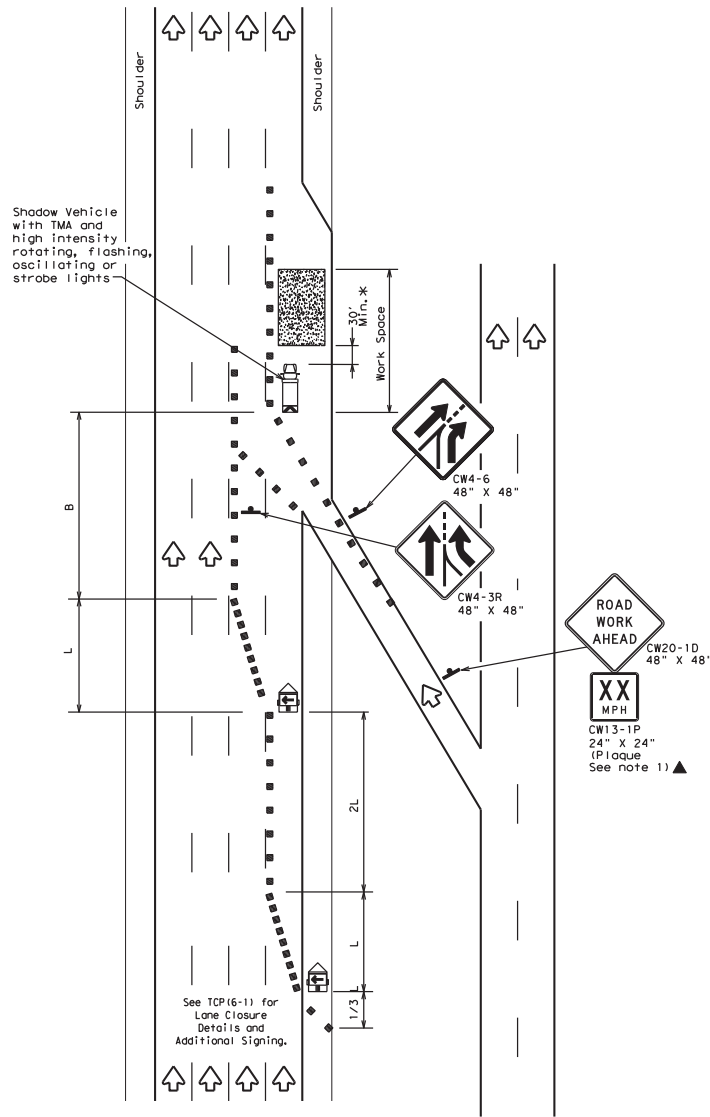 Shoulder
Shoulder
Shadow Vehicle
with TMA and
high intensity
rotating, flashing,
oscillating or
strobe lights
30'
Min.*
Work Space
CW4-6
48" X 48"
B
CW4-3R
48" X 48"
ROAD
WORK
AHEAD
CW20-1D
48" X 48'
XX
MPH
CW13-1P
24" X 24"
(Plaque
See note 1) ▲
L
2L
L
1/3 L
See TCP(6-1) for
Lane Closure
Details and
Additional Signing.